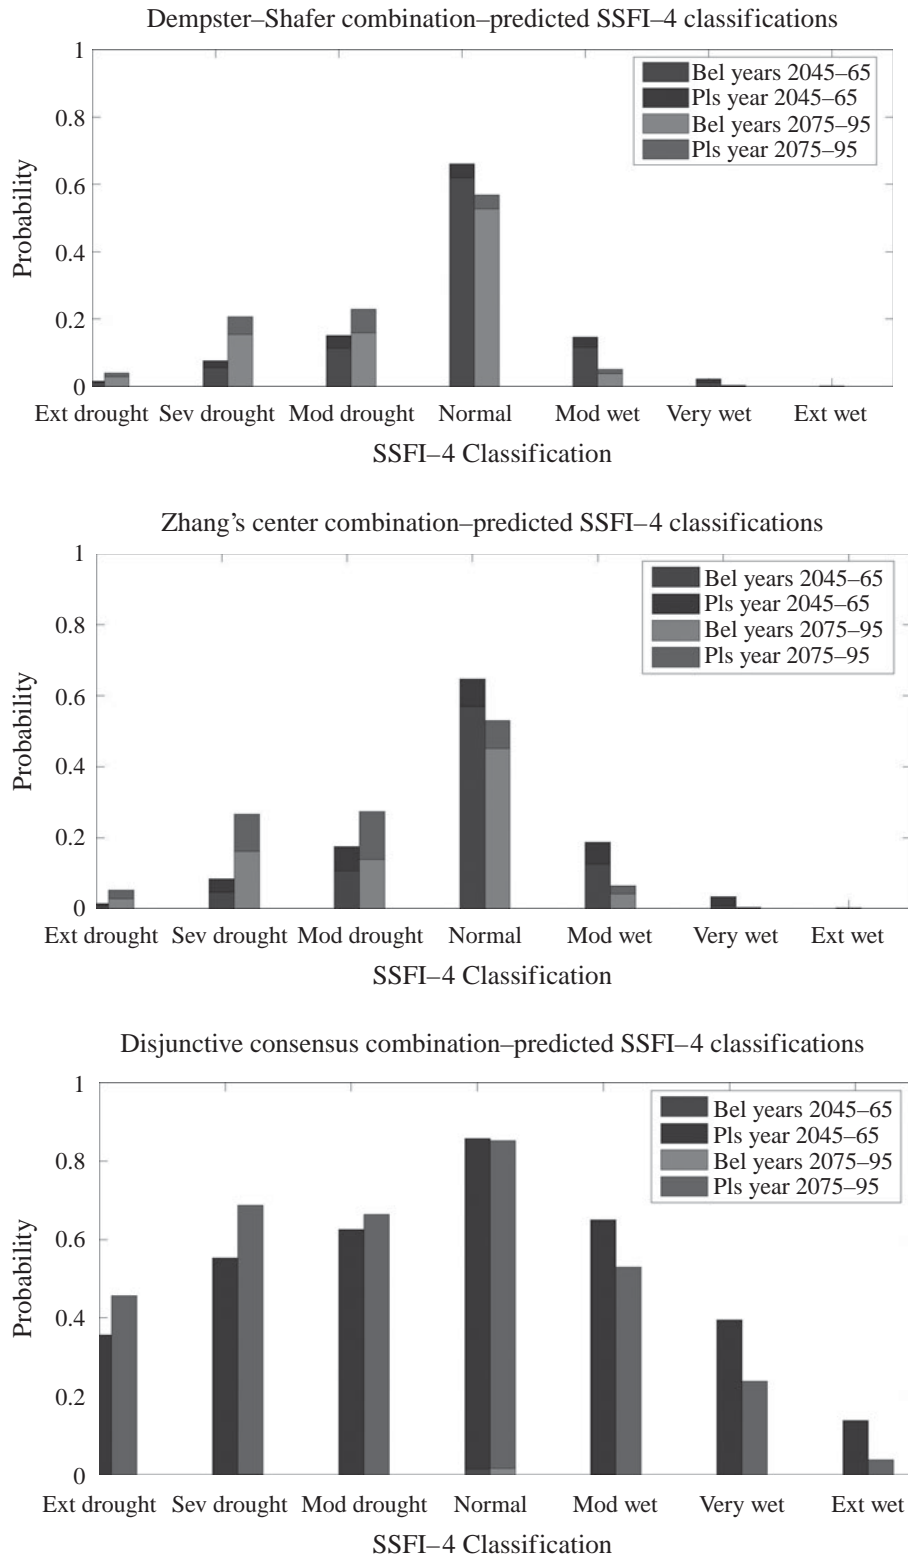 Dempster–Shafer combination–predicted SSFI–4 classifications
1
0.8
0.6
0.4
0.2
0
Probability
Bel years 2045–65
Pls year 2045–65
Bel years 2075–95
Pls year 2075–95
Ext drought Sev drought Mod drought Normal Mod wet Very wet Ext wet
SSFI–4 Classification
Zhang's center combination–predicted SSFI–4 classifications
1
0.8
0.6
0.4
0.2
0
Probability
Bel years 2045–65
Pls year 2045–65
Bel years 2075–95
Pls year 2075–95
Ext drought Sev drought Mod drought Normal Mod wet Very wet Ext wet
SSFI–4 Classification
Disjunctive consensus combination–predicted SSFI–4 classifications
1
0.8
0.6
0.4
0.2
0
Probability
Bel years 2045–65
Pls year 2045–65
Bel years 2075–95
Pls year 2075–95
Ext drought Sev drought Mod drought Normal Mod wet Very wet Ext wet
SSFI–4 Classification